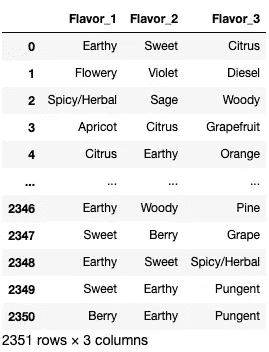 Flavor_1 Flavor_2 Flavor_3
0 Earthy Sweet Citrus
1 Flowery Violet Diesel
2 Spicy/Herbal Sage Woody
3 Apricot Citrus Grapefruit
4 Citrus Earthy Orange
... ... ... ...
2346 Earthy Woody Pine
2347 Sweet Berry Grape
2348 Earthy Sweet Spicy/Herbal
2349 Sweet Earthy Pungent
2350 Berry Earthy Pungent
2351 rows × 3 columns